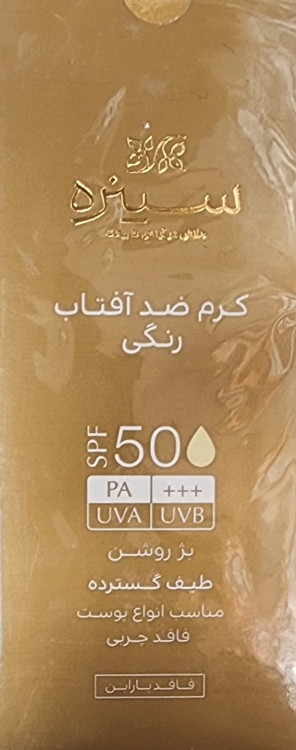 سینره
کرم ضد آفتاب
رنگی
SPF 50
PA +++
UVA UVB
بژ روشن
طیف گسترده
مناسب انواع پوست
فاقد چربی
فاقد پارابن